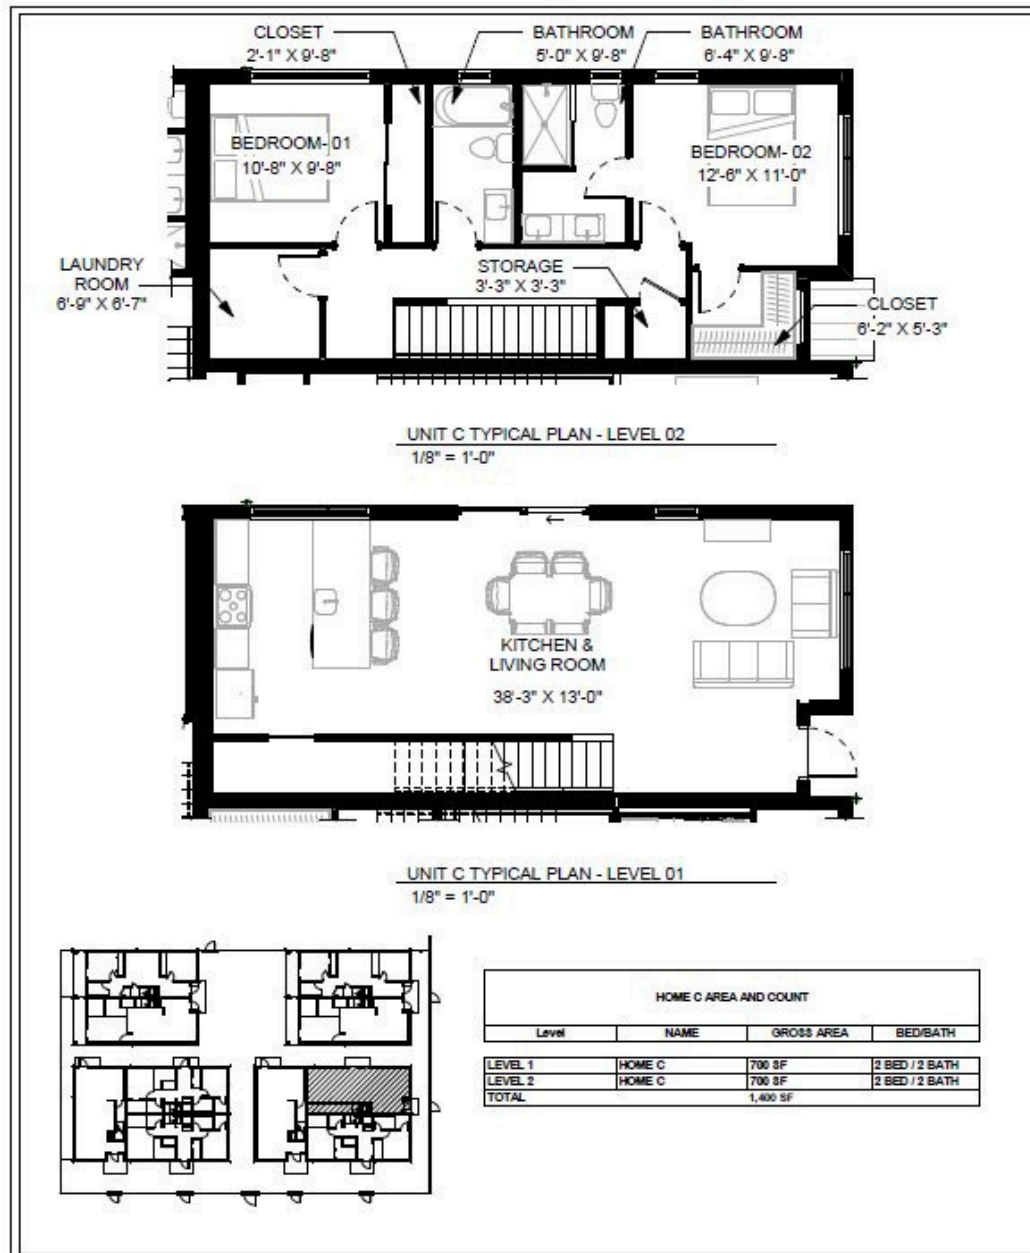 CLOSET
2'-1" X 9'-8"
BATHROOM
5'-0" X 9'-8"
BATHROOM
6'-4" X 9'-8"
BEDROOM- 01
10'-8" X 9'-8"
BEDROOM- 02
12'-6" X 11'-0"
LAUNDRY
ROOM
6'-9" X 6'-7"
STORAGE
3'-3" X 3'-3"
CLOSET
6'-2" X 5'-3"
UNIT C TYPICAL PLAN - LEVEL 02
1/8" = 1'-0"
KITCHEN &
LIVING ROOM
38'-3" X 13'-0"
UNIT C TYPICAL PLAN - LEVEL 01
1/8" = 1'-0"
HOME C AREA AND COUNT
Level NAME GROSS AREA BED/BATH
LEVEL 1 HOME C 700 SF 2 BED / 2 BATH
LEVEL 2 HOME C 700 SF 2 BED / 2 BATH
TOTAL 1,400 SF